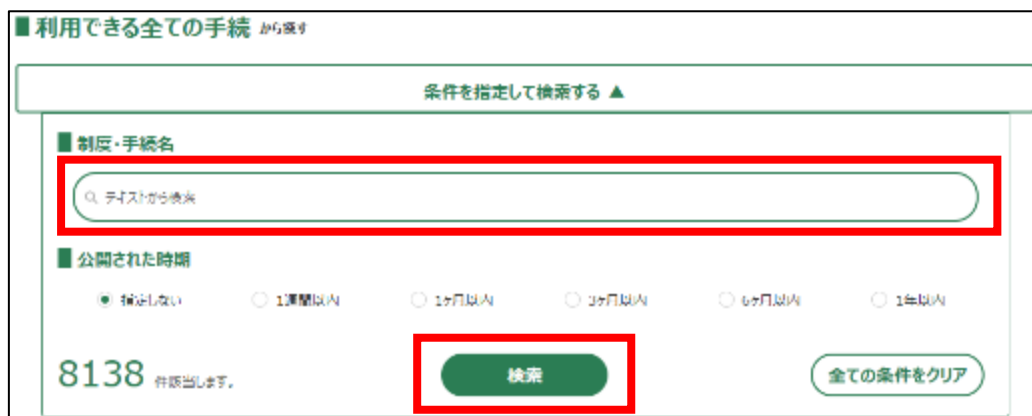 利用できる全ての手続 から探す
条件を指定して検索する ▲
制度・手続名
テキストから検索
公開された時期
指定しない 1週間以内 1ヶ月以内 3ヶ月以内 6ヶ月以内 1年以内
8138 件該当します。 検索 全ての条件をクリア